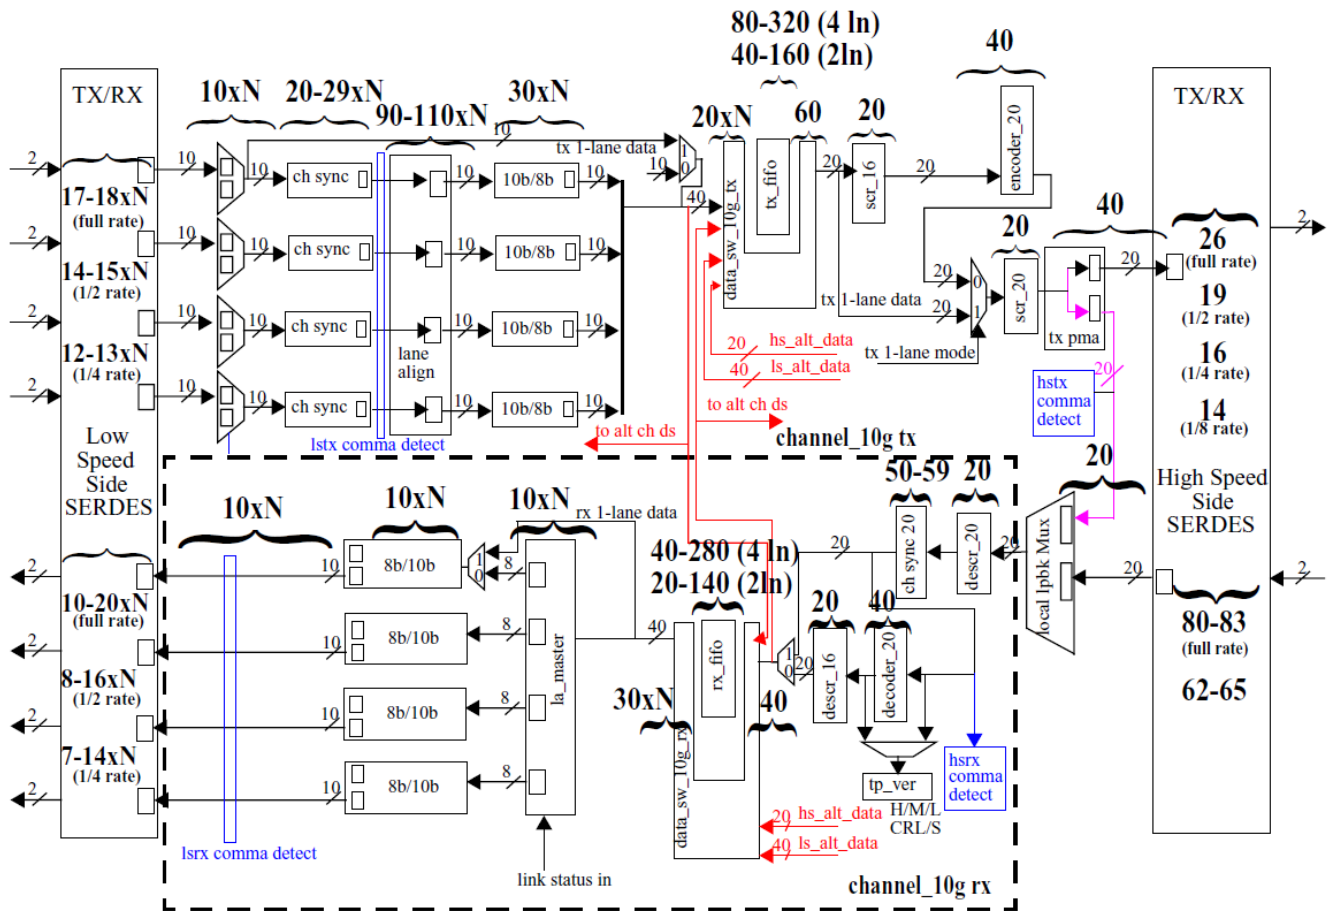 80-320 (4 ln)
40-160 (2ln)
40
TX/RX
10xN
20-29xN
90-110xN
30xN
20xN
60
20
TX/RX
10
tx 1-lane data
10
1
0
2
10
10
ch sync
10
10b/8b
10
40
data_sw_10g_tx
tx_fifo
20
scr_16
20
encoder_20
17-18xN
(full rate)
2
10
10
ch sync
10
10b/8b
10
14-15xN
(1/2 rate)
2
10
10
ch sync
10
10b/8b
10
lane
align
12-13xN
(1/4 rate)
2
10
10
ch sync
10
10b/8b
10
lstx comma detect
Low
Speed
Side
SERDES
tx 1-lane data
20
20
0
1
tx 1-lane mode
20
scr_20
40
tx pma
20
20
hstx
comma
detect
20
hs_alt_data
40
ls_alt_data
to alt ch ds
to alt ch ds
channel_10g tx
26
(full rate)
19
(1/2 rate)
16
(1/4 rate)
14
(1/8 rate)
2
High Speed
Side
SERDES
2
80-83
(full rate)
62-65
20
20
local lpbk Mux
20
50-59
20
descr_20
ch sync 20
20
10xN
10xN
10xN
rx 1-lane data
40-280 (4 ln)
20-140 (2ln)
20
40
2
10
8b/10b
1
0
8
10-20xN
(full rate)
2
10
8b/10b
8
la_master
40
rx_fifo
1
0
20
descr_16
decoder_20
8-16xN
(1/2 rate)
2
10
8b/10b
8
30xN
data_sw_10g_rx
40
7-14xN
(1/4 rate)
2
10
8b/10b
8
tp_ver
H/M/L
CRL/S
hsrx
comma
detect
20
hs_alt_data
40
ls_alt_data
lsrx comma detect
link status in
channel_10g rx